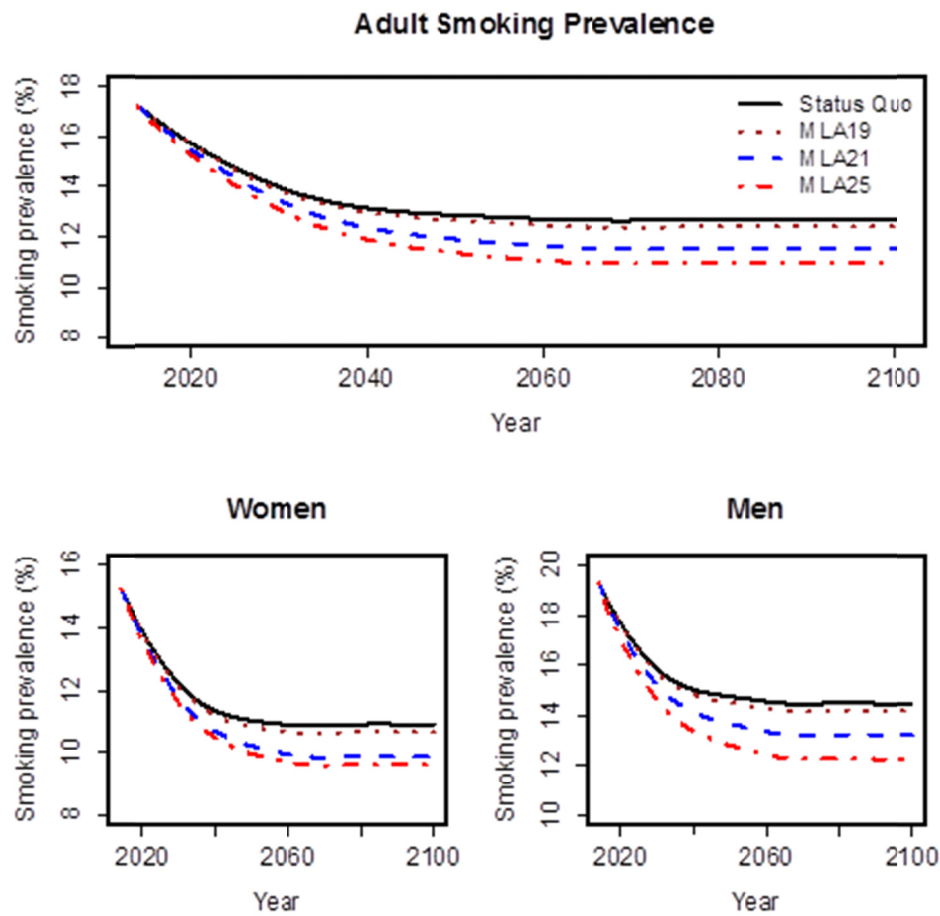 Adult Smoking Prevalence
Smoking prevalence (%)
18
16
14
12
10
8
Status Quo
MLA19
MLA21
MLA25
2020 2040 2060 2080 2100
Year
Women
Smoking prevalence (%)
16
14
12
10
8
2020 2060 2100
Year
Men
Smoking prevalence (%)
20
18
16
14
12
10
2020 2060 2100
Year